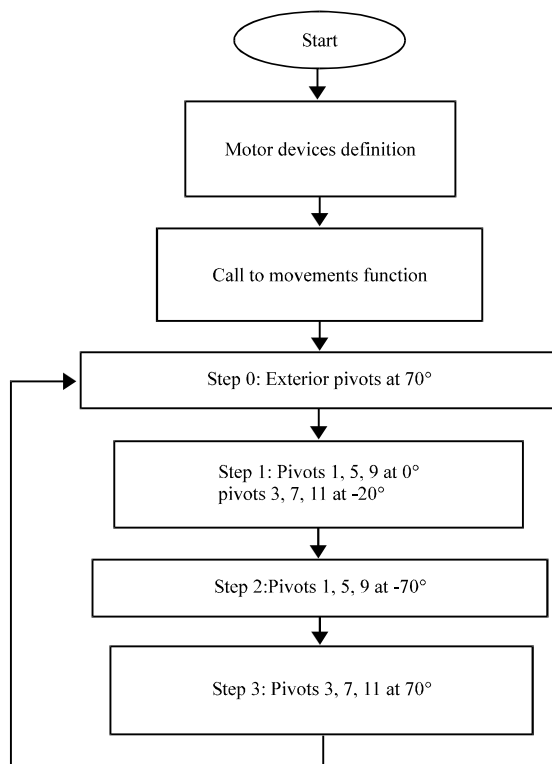 Start
Motor devices definition
Call to movements function
Step 0: Exterior pivots at 70°
Step 1: Pivots 1, 5, 9 at 0°
pivots 3, 7, 11 at -20°
Step 2:Pivots 1, 5, 9 at -70°
Step 3: Pivots 3, 7, 11 at 70°